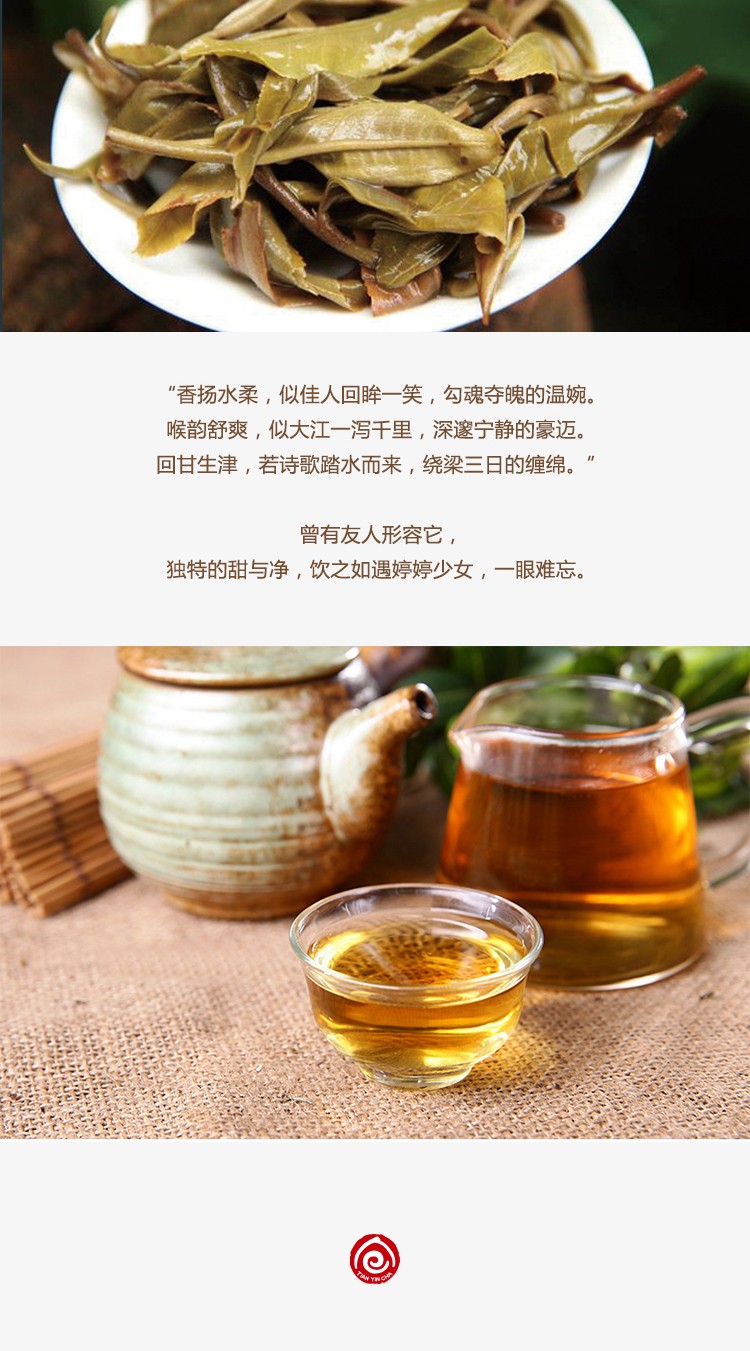 “香扬水柔，似佳人回眸一笑，勾魂夺魄的温婉。
喉韵舒爽，似大江一泻千里，深邃宁静的豪迈。
回甘生津，若诗歌踏水而来，绕梁三日的缠绵。”
曾有友人形容它，
独特的甜与净，饮之如遇婷婷少女，一眼难忘。
TIAN YIN CHA